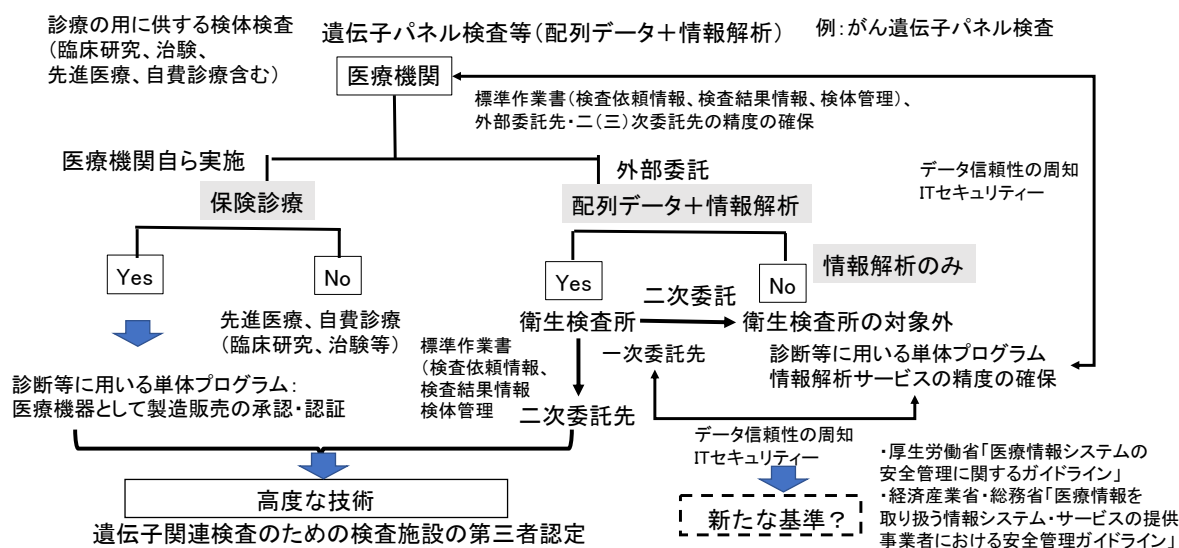 診療の用に供する検体検査
(臨床研究、治験、
先進医療、自費診療含む)
遺伝子パネル検査等(配列データ+情報解析)
例:がん遺伝子パネル検査
医療機関
標準作業書(検査依頼情報、検査結果情報、検体管理)、
外部委託先・二(三)次委託先の精度の確保
医療機関自ら実施
外部委託
データ信頼性の周知
ITセキュリティー
保険診療
配列データ+情報解析
Yes
No
Yes
No
情報解析のみ
二次委託
先進医療、自費診療
(臨床研究、治験等)
衛生検査所
衛生検査所の対象外
標準作業書
(検査依頼情報、
検査結果情報
検体管理
一次委託先
診断等に用いる単体プログラム
情報解析サービスの精度の確保
診断等に用いる単体プログラム:
医療機器として製造販売の承認・認証
二次委託先
データ信頼性の周知
ITセキュリティー
高度な技術
遺伝子関連検査のための検査施設の第三者認定
新たな基準?
・厚生労働省「医療情報システムの
安全管理に関するガイドライン」
・経済産業省・総務省「医療情報を
取り扱う情報システム・サービスの提供
事業者における安全管理ガイドライン」